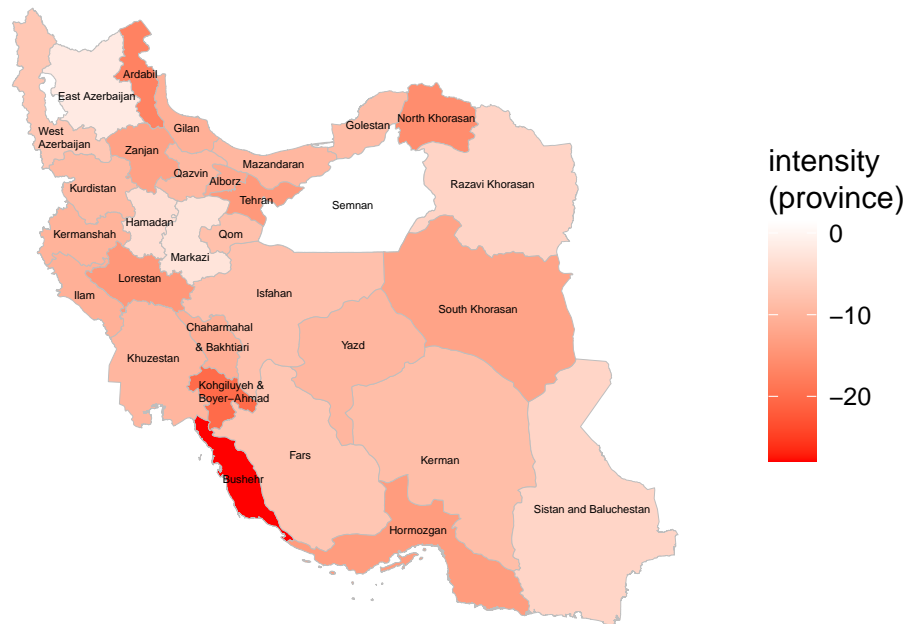 Ardabil
East Azerbaijan
West
Azerbaijan
Gilan
Zanjan
Golestan
North Khorasan
Mazandaran
Qazvin
Alborz
Razavi Khorasan
Kurdistan
Tehran
Semnan
Hamadan
Qom
Kermanshah
Markazi
Lorestan
Ilam
Isfahan
South Khorasan
Chaharmahal
& Bakhtiari
Yazd
Khuzestan
Kohgiluyeh &
Boyer−Ahmad
Fars
Kerman
Bushehr
Sistan and Baluchestan
Hormozgan
intensity
(province)
0
−10
−20